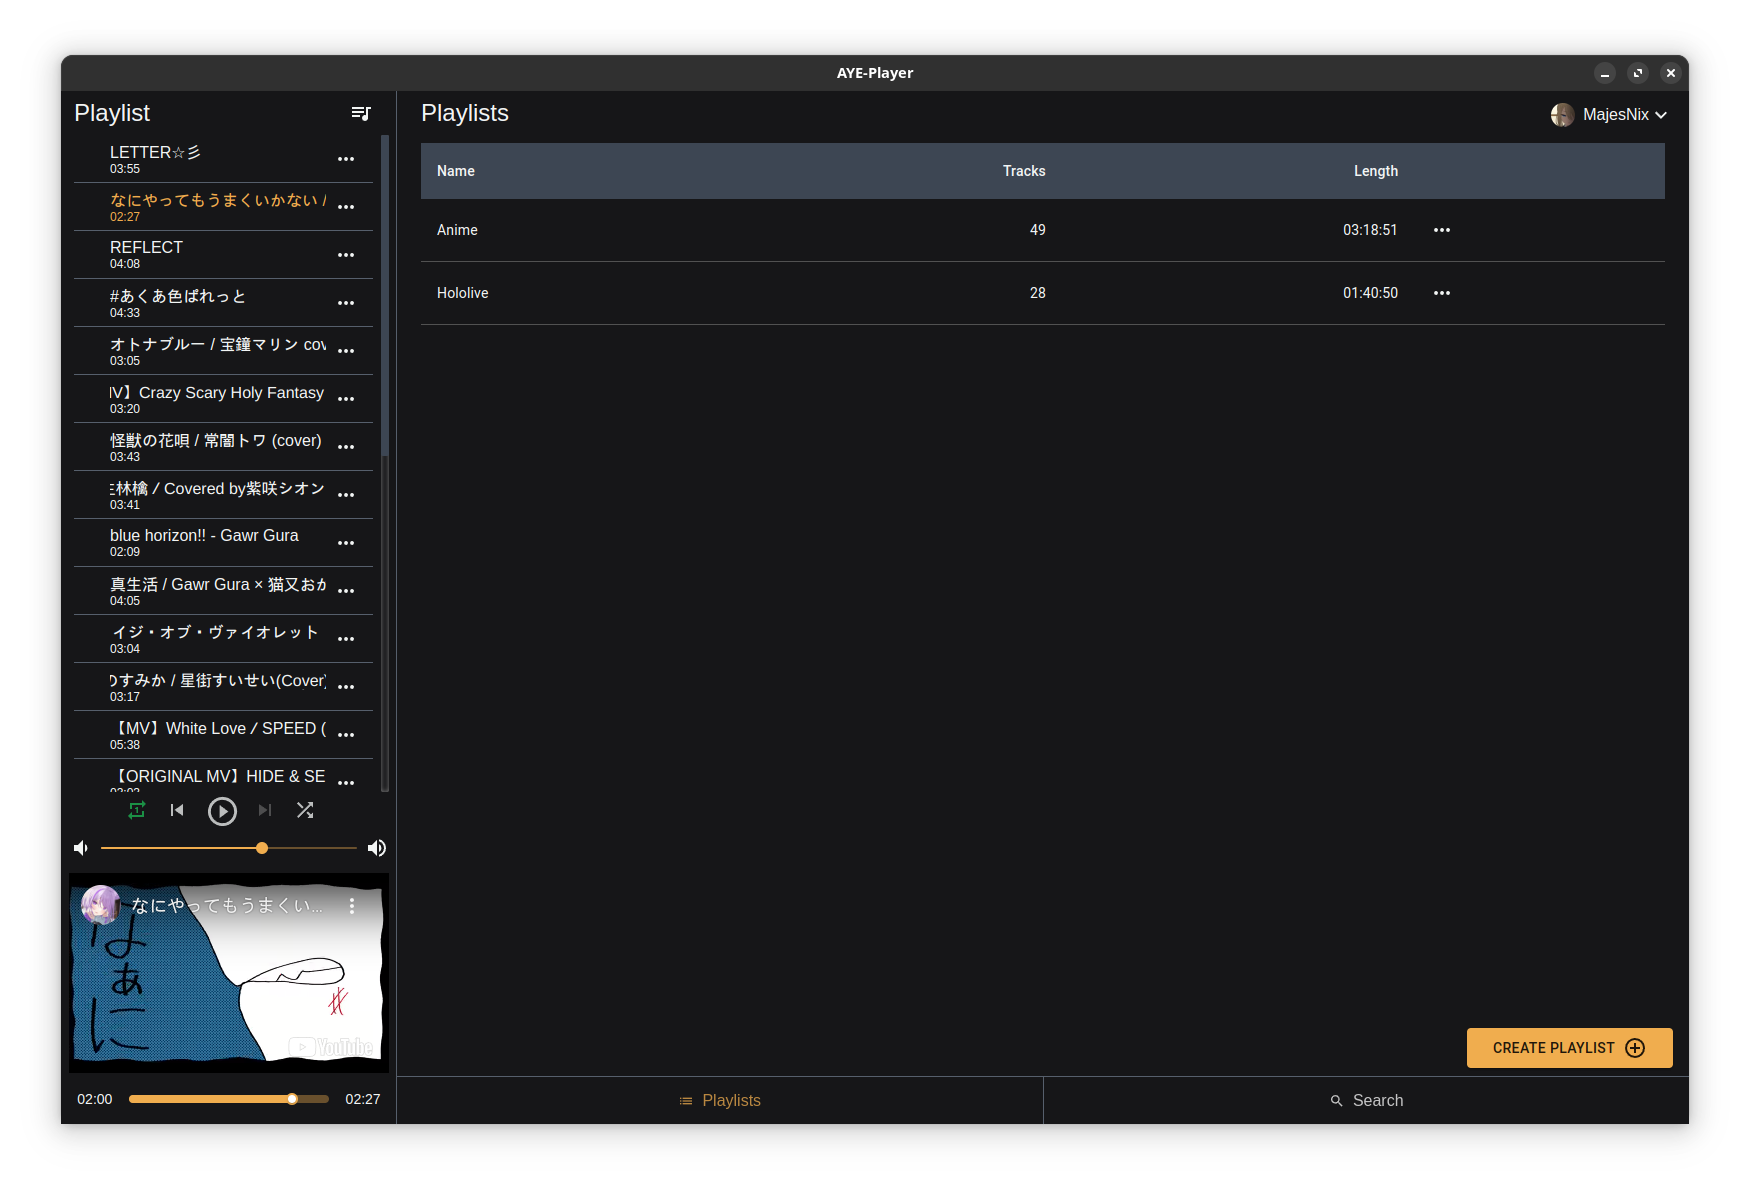 AYE-Player
Playlist
LETTER☆彡
03:55
なにやってもうまくいかない /
02:27
REFLECT
04:08
#あくあ色ぱれっと
04:33
オトナブルー / 宝鐘マリン cov
03:05
V】Crazy Scary Holy Fantasy
03:20
怪獣の花唄 / 常闇トワ (cover)
03:43
林檎 / Covered by紫咲シオン
03:41
blue horizon!! - Gawr Gura
02:09
真生活 / Gawr Gura × 猫又おか
04:05
イジ・オブ・ヴァイオレット
03:04
のすみか / 星街すいせい(Cover)
03:17
【MV】White Love / SPEED (
05:38
【ORIGINAL MV】HIDE & SE
なにやってもうまくい...
はぁに
YouTube
02:00
02:27
Playlists
MajesNix
Name Tracks Length
Anime 49 03:18:51
Hololive 28 01:40:50
CREATE PLAYLIST
Playlists
Search